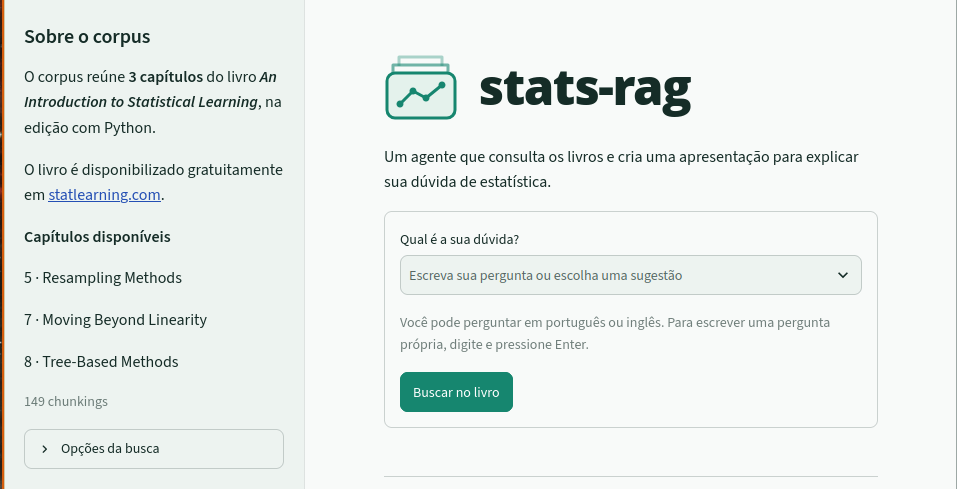 Sobre o corpus
O corpus reúne 3 capítulos do livro An
Introduction to Statistical Learning, na
edição com Python.
O livro é disponibilizado gratuitamente
em statlearning.com.
Capítulos disponíveis
5 · Resampling Methods
7 · Moving Beyond Linearity
8 · Tree-Based Methods
149 chunkings
Opções da busca
stats-rag
Um agente que consulta os livros e cria uma apresentação para explicar
sua dúvida de estatística.
Qual é a sua dúvida?
Escreva sua pergunta ou escolha uma sugestão
Você pode perguntar em português ou inglês. Para escrever uma pergunta
própria, digite e pressione Enter.
Buscar no livro